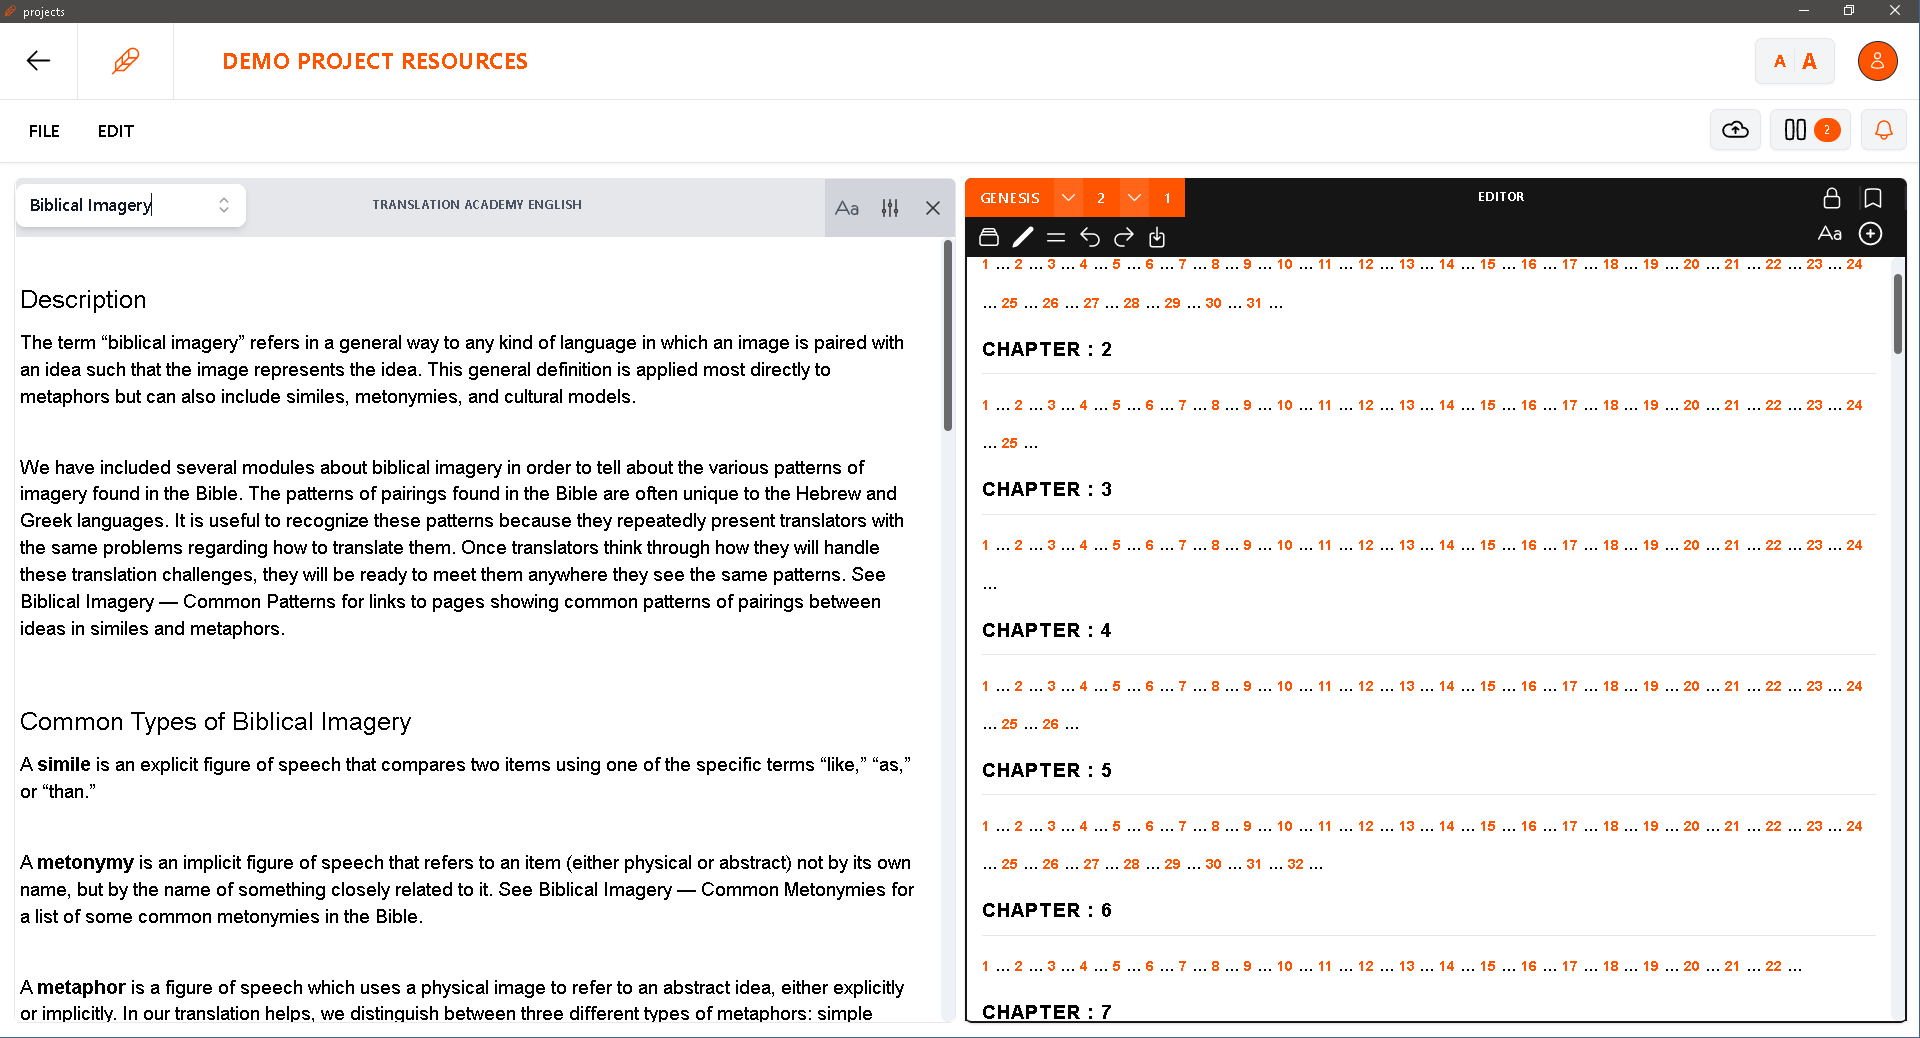 projects
DEMO PROJECT RESOURCES
A A
FILE
EDIT
2
Biblical Imagery
TRANSLATION ACADEMY ENGLISH
Aa
Description
The term “biblical imagery” refers in a general way to any kind of language in which an image is paired with
an idea such that the image represents the idea. This general definition is applied most directly to
metaphors but can also include similes, metonymies, and cultural models.
We have included several modules about biblical imagery in order to tell about the various patterns of
imagery found in the Bible. The patterns of pairings found in the Bible are often unique to the Hebrew and
Greek languages. It is useful to recognize these patterns because they repeatedly present translators with
the same problems regarding how to translate them. Once translators think through how they will handle
these translation challenges, they will be ready to meet them anywhere they see the same patterns. See
Biblical Imagery — Common Patterns for links to pages showing common patterns of pairings between
ideas in similes and metaphors.
Common Types of Biblical Imagery
A simile is an explicit figure of speech that compares two items using one of the specific terms “like,” “as,”
or “than.”
A metonymy is an implicit figure of speech that refers to an item (either physical or abstract) not by its own
name, but by the name of something closely related to it. See Biblical Imagery — Common Metonymies for
a list of some common metonymies in the Bible.
A metaphor is a figure of speech which uses a physical image to refer to an abstract idea, either explicitly
or implicitly. In our translation helps, we distinguish between three different types of metaphors: simple
GENESIS 2 1
EDITOR
Aa
1 ... 2 ... 3 ... 4 ... 5 ... 6 ... 7 ... 8 ... 9 ... 10 ... 11 ... 12 ... 13 ... 14 ... 15 ... 16 ... 17 ... 18 ... 19 ... 20 ... 21 ... 22 ... 23 ... 24
... 25 ... 26 ... 27 ... 28 ... 29 ... 30 ... 31 ...
CHAPTER : 2
1 ... 2 ... 3 ... 4 ... 5 ... 6 ... 7 ... 8 ... 9 ... 10 ... 11 ... 12 ... 13 ... 14 ... 15 ... 16 ... 17 ... 18 ... 19 ... 20 ... 21 ... 22 ... 23 ... 24
... 25 ...
CHAPTER : 3
1 ... 2 ... 3 ... 4 ... 5 ... 6 ... 7 ... 8 ... 9 ... 10 ... 11 ... 12 ... 13 ... 14 ... 15 ... 16 ... 17 ... 18 ... 19 ... 20 ... 21 ... 22 ... 23 ... 24
...
CHAPTER : 4
1 ... 2 ... 3 ... 4 ... 5 ... 6 ... 7 ... 8 ... 9 ... 10 ... 11 ... 12 ... 13 ... 14 ... 15 ... 16 ... 17 ... 18 ... 19 ... 20 ... 21 ... 22 ... 23 ... 24
... 25 ... 26 ...
CHAPTER : 5
1 ... 2 ... 3 ... 4 ... 5 ... 6 ... 7 ... 8 ... 9 ... 10 ... 11 ... 12 ... 13 ... 14 ... 15 ... 16 ... 17 ... 18 ... 19 ... 20 ... 21 ... 22 ... 23 ... 24
... 25 ... 26 ... 27 ... 28 ... 29 ... 30 ... 31 ... 32 ...
CHAPTER : 6
1 ... 2 ... 3 ... 4 ... 5 ... 6 ... 7 ... 8 ... 9 ... 10 ... 11 ... 12 ... 13 ... 14 ... 15 ... 16 ... 17 ... 18 ... 19 ... 20 ... 21 ... 22 ...
CHAPTER : 7